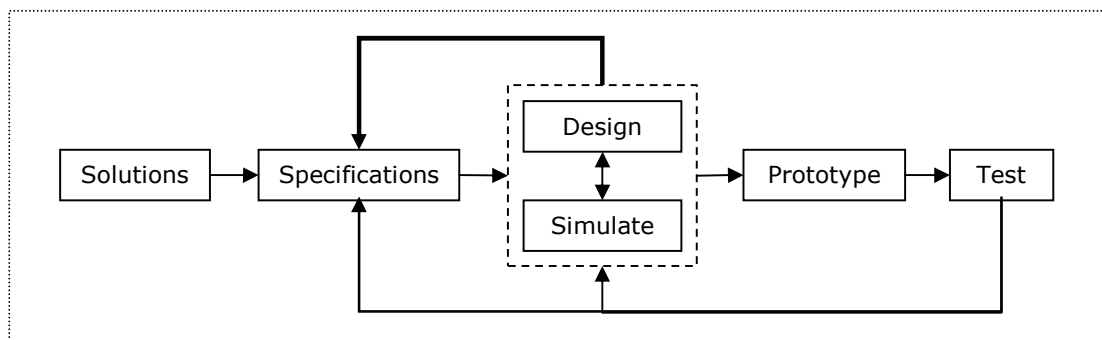 Design
Solutions
Specifications
Prototype
Test
Simulate